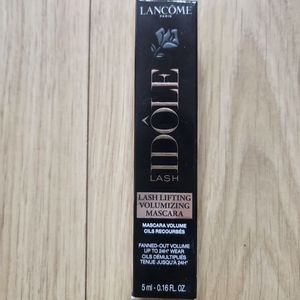 LANCÔME
PARIS
LASH IDÔLE
LASH LIFTING
VOLUMIZING
MASCARA
MASCARA VOLUME
CILS RECOURBÉS
FANNED-OUT VOLUME
UP TO 24H* WEAR
CILS DÉMULTIPLIÉS
TENUE JUSQU'À 24H*
5 ml - 0.16 FL. OZ.